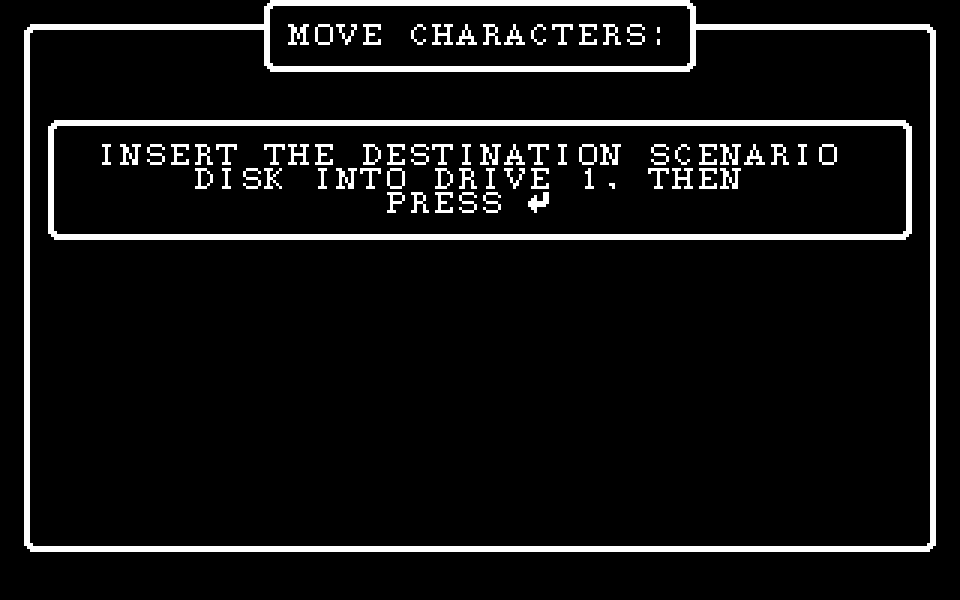 MOVE CHARACTERS:
INSERT THE DESTINATION SCENARIO
DISK INTO DRIVE 1, THEN
PRESS ↵